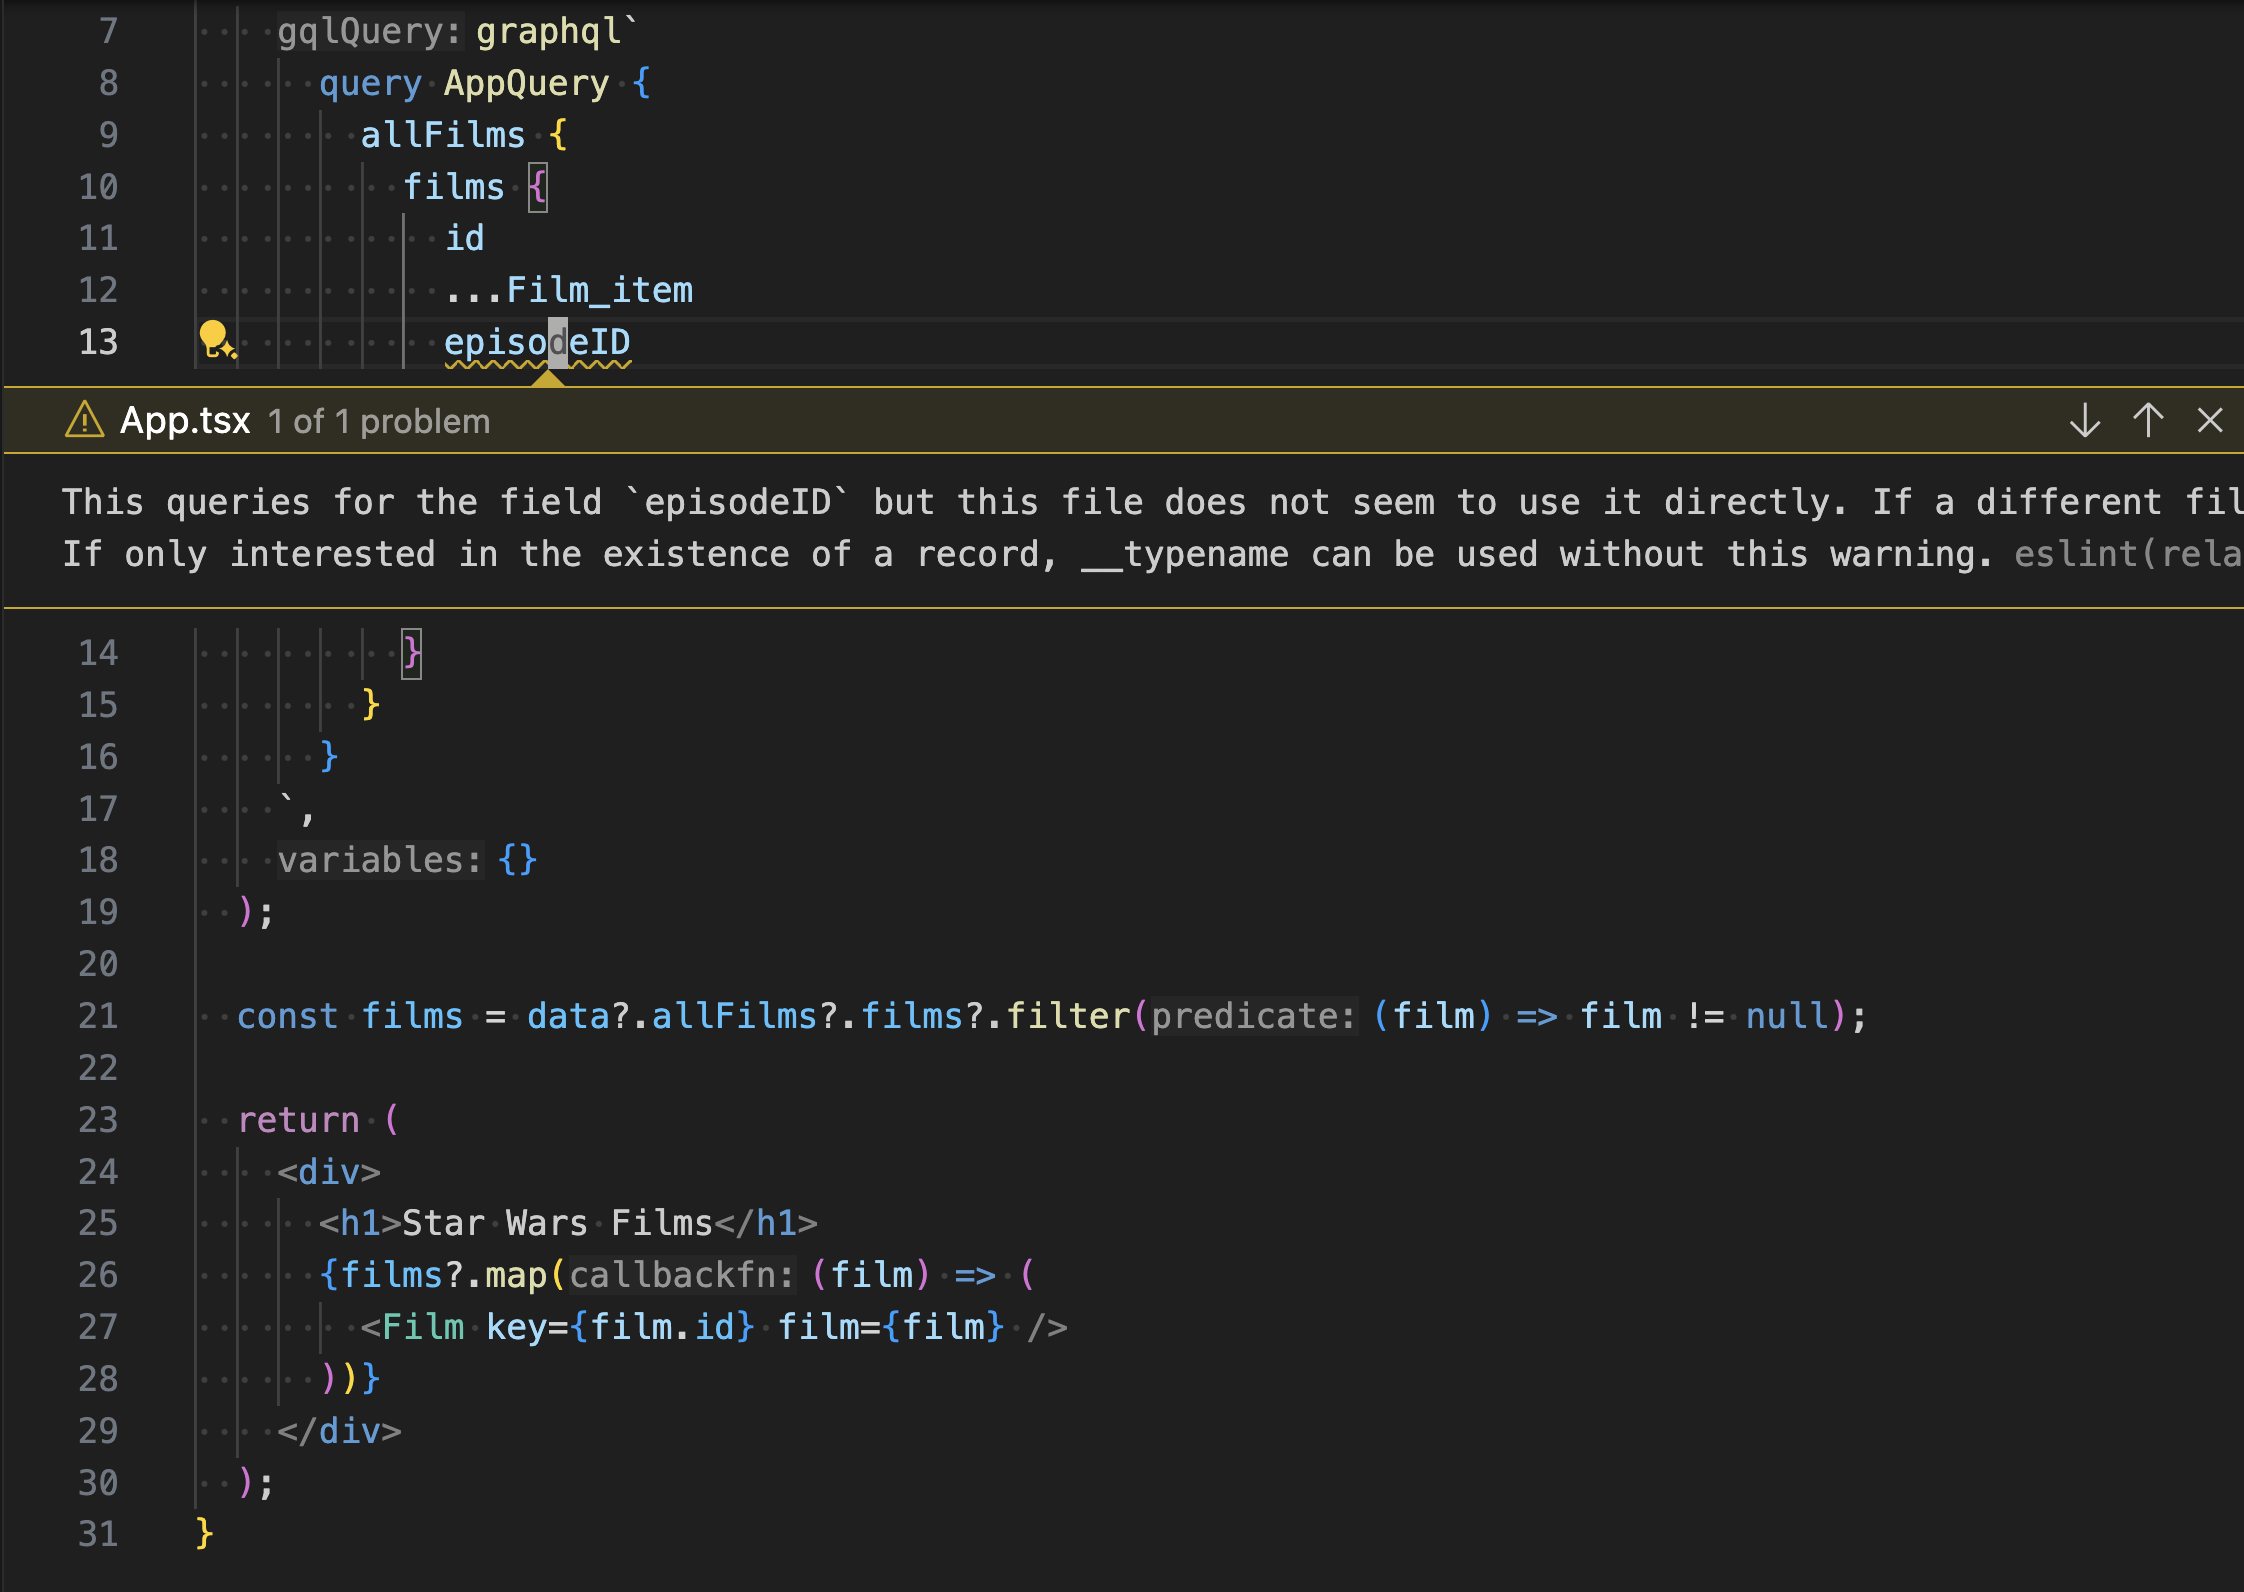 7 gqlQuery: graphql`
8 query AppQuery {
9 allFilms {
10 films {
11 id
12 ...Film_item
13 episodeID
App.tsx 1 of 1 problem
This queries for the field `episodeID` but this file does not seem to use it directly. If a different fil
If only interested in the existence of a record, __typename can be used without this warning. eslint(rela
14 }
15 }
16 }
17 `,
18 variables: {}
19 );
20
21 const films = data?.allFilms?.films?.filter(predicate: (film) => film != null);
22
23 return (
24 <div>
25 <h1>Star Wars Films</h1>
26 {films?.map(callbackfn: (film) => (
27 <Film key={film.id} film={film} />
28 ))}
29 </div>
30 );
31 }